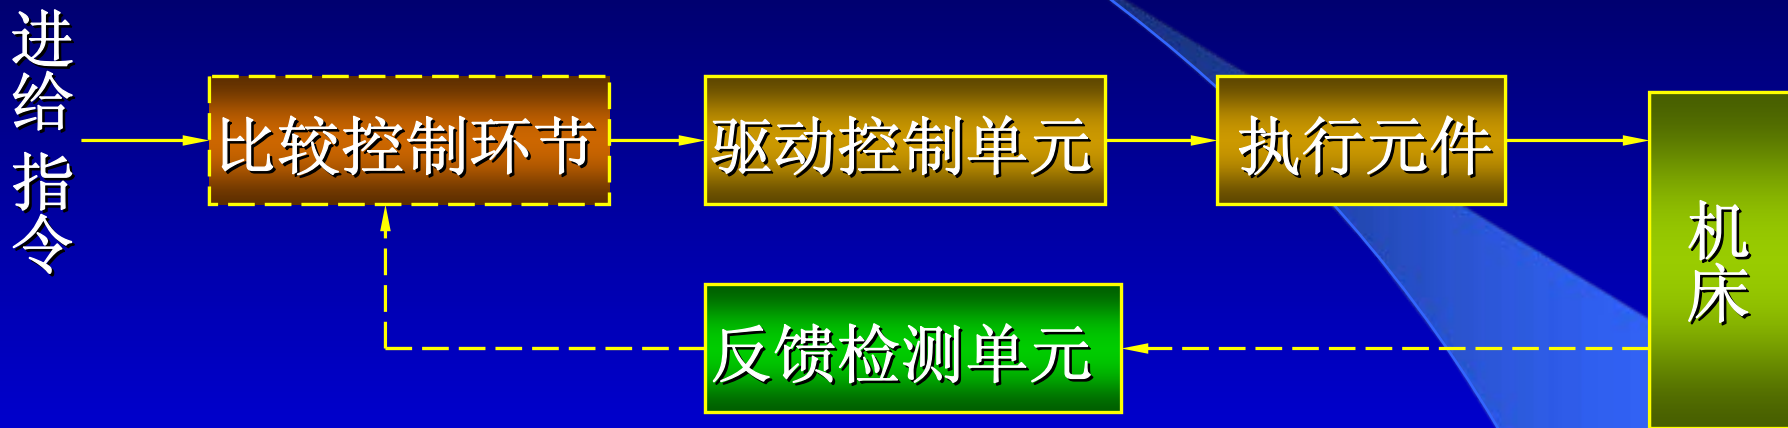 进给指令
比较控制环节
驱动控制单元
执行元件
机床
反馈检测单元